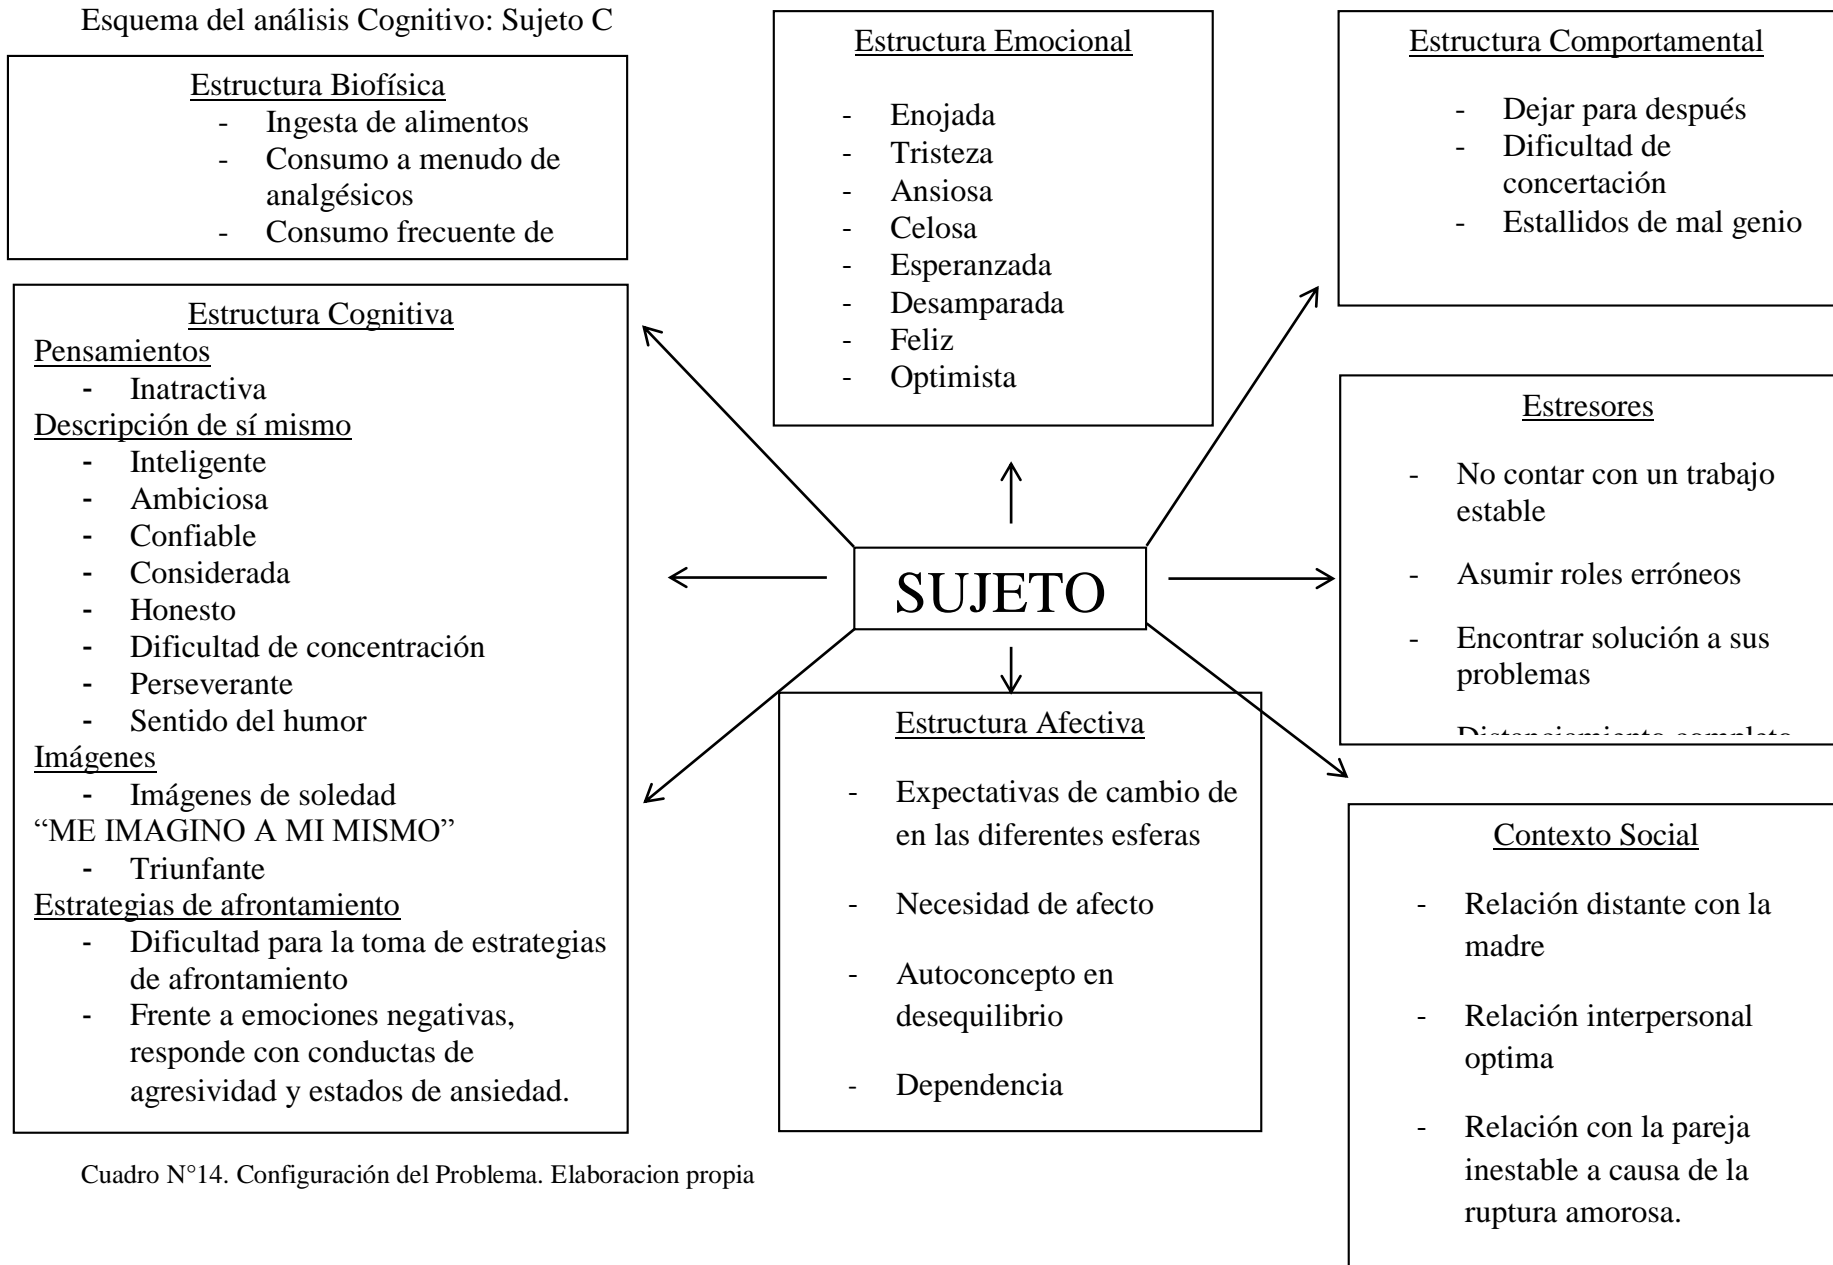 Esquema del análisis Cognitivo: Sujeto C
Estructura Biofísica
- Ingesta de alimentos
- Consumo a menudo de
analgésicos
- Consumo frecuente de
Estructura Cognitiva
Pensamientos
- Inatractiva
Descripción de sí mismo
- Inteligente
- Ambiciosa
- Confiable
- Considerada
- Honesto
- Dificultad de concentración
- Perseverante
- Sentido del humor
Imágenes
- Imágenes de soledad
“ME IMAGINO A MI MISMO”
- Triunfante
Estrategias de afrontamiento
- Dificultad para la toma de estrategias
de afrontamiento
- Frente a emociones negativas,
responde con conductas de
agresividad y estados de ansiedad.
Estructura Emocional
- Enojada
- Tristeza
- Ansiosa
- Celosa
- Esperanzada
- Desamparada
- Feliz
- Optimista
SUJETO
Estructura Afectiva
- Expectativas de cambio de
en las diferentes esferas
- Necesidad de afecto
- Autoconcepto en
desequilibrio
- Dependencia
Estructura Comportamental
- Dejar para después
- Dificultad de
concertación
- Estallidos de mal genio
Estresores
- No contar con un trabajo
estable
- Asumir roles erróneos
- Encontrar solución a sus
problemas
Distanciamiento completo
Contexto Social
- Relación distante con la
madre
- Relación interpersonal
optima
- Relación con la pareja
inestable a causa de la
ruptura amorosa.
Cuadro N°14. Configuración del Problema. Elaboracion propia